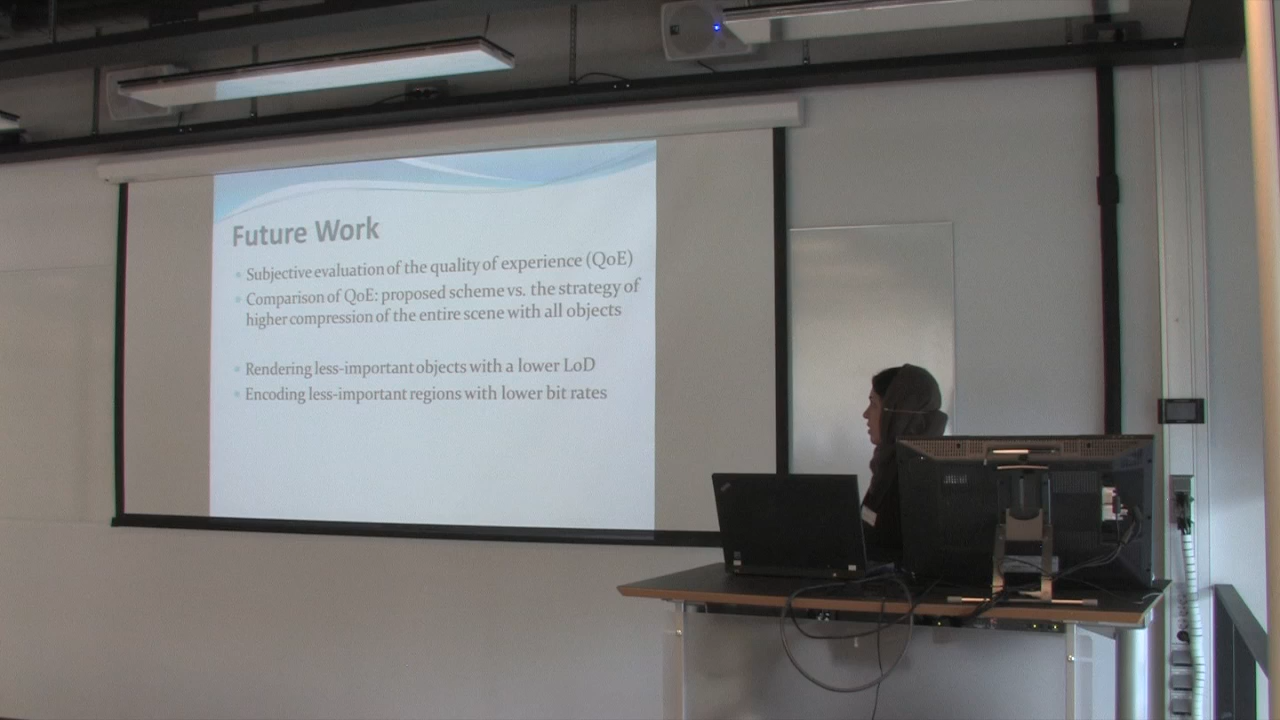 Future Work
Subjective evaluation of the quality of experience (QoE)
Comparison of QoE: proposed scheme vs. the strategy of
higher compression of the entire scene with all objects
Rendering less-important objects with a lower LoD
Encoding less-important regions with lower bit rates